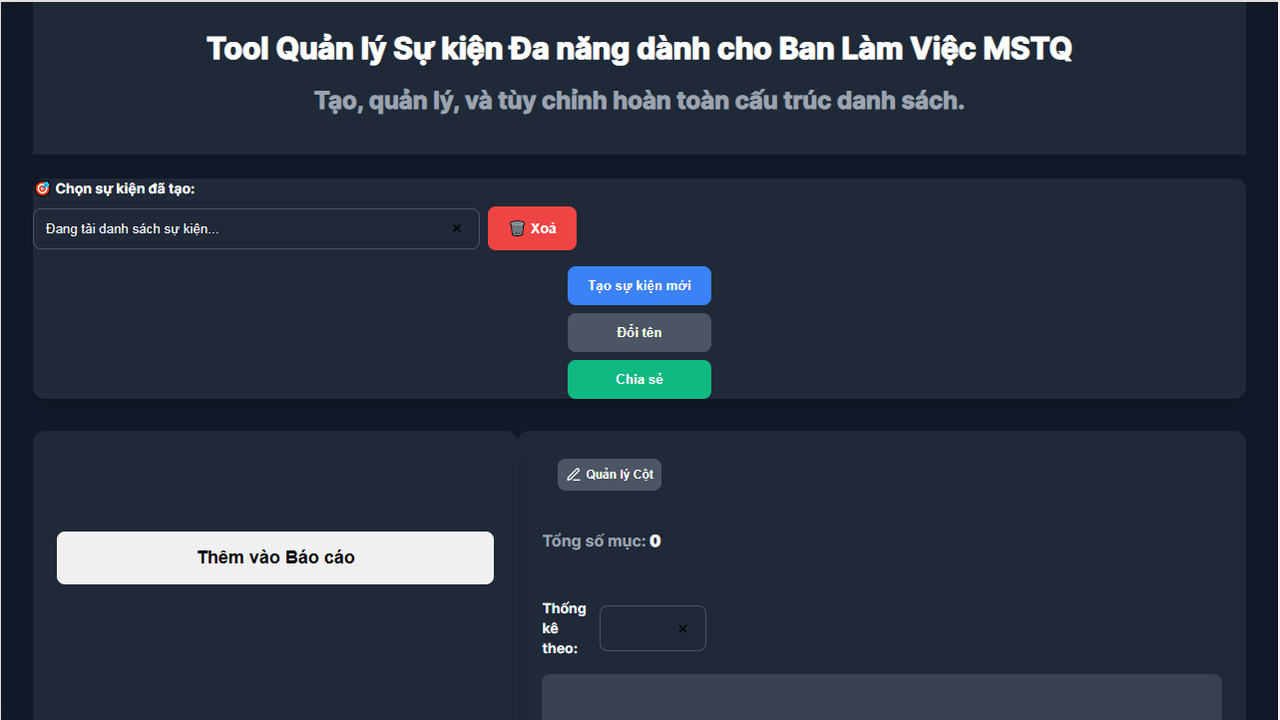 Tool Quản lý Sự kiện Đa năng dành cho Ban Làm Việc MSTQ
Tạo, quản lý, và tùy chỉnh hoàn toàn cấu trúc danh sách.
🎯 Chọn sự kiện đã tạo:
Đang tải danh sách sự kiện...
🗑️ Xoá
Tạo sự kiện mới
Đổi tên
Chia sẻ
Quản lý Cột
Thêm vào Báo cáo
Tổng số mục: 0
Thống
kê
theo: